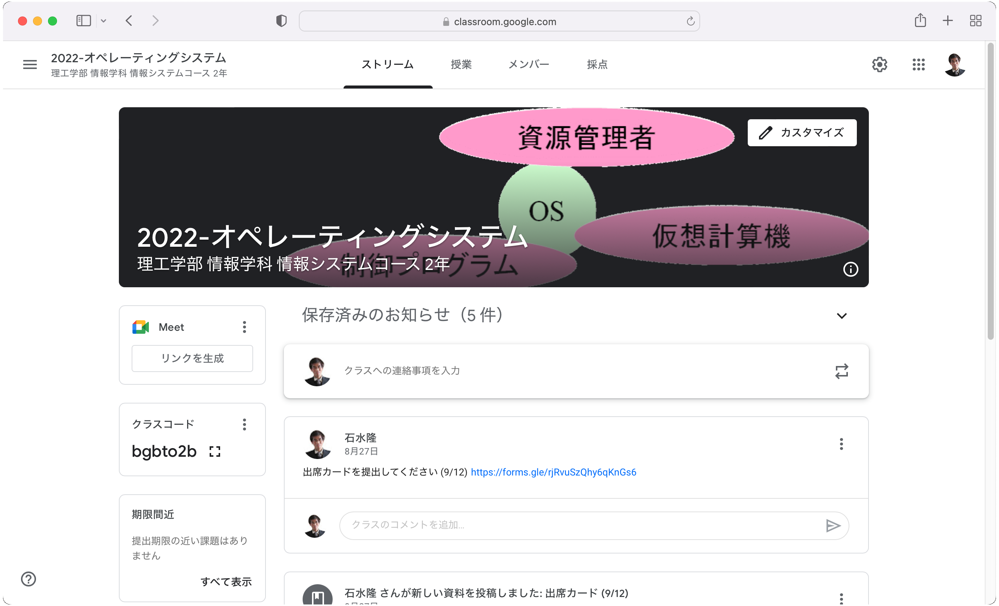 classroom.google.com
2022-オペレーティングシステム
理工学部 情報学科 情報システムコース 2年
ストリーム
授業
メンバー
採点
資源管理者
カスタマイズ
OS
仮想計算機
制御プログラム
2022-オペレーティングシステム
理工学部 情報学科 情報システムコース 2年
Meet
リンクを生成
クラスコード
bgbto2b
期限間近
提出期限の近い課題はあり
ません
すべて表示
保存済みのお知らせ（5 件）
クラスへの連絡事項を入力
石水隆
8月27日
出席カードを提出してください (9/12) https://forms.gle/rjRvuSzQhy6qKnGs6
クラスのコメントを追加...
石水隆 さんが新しい資料を投稿しました: 出席カード (9/12)